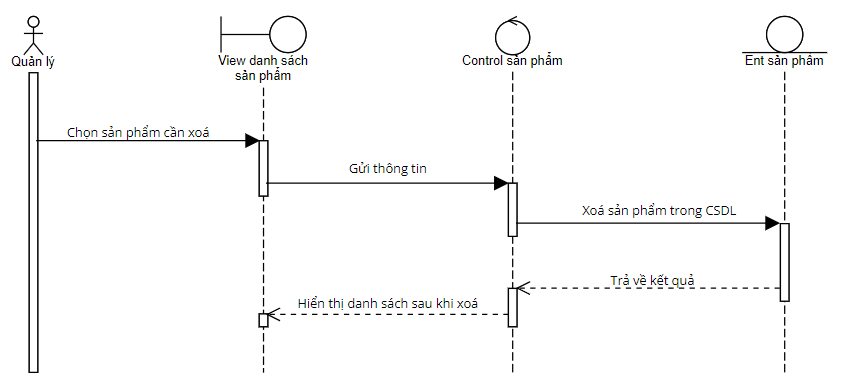 Quản lý
View danh sách
sản phẩm
Control sản phẩm
Ent sản phâm
Chọn sản phẩm cần xoá
Gửi thông tin
Xoá sản phẩm trong CSDL
Trả về kết quả
Hiển thị danh sách sau khi xoá